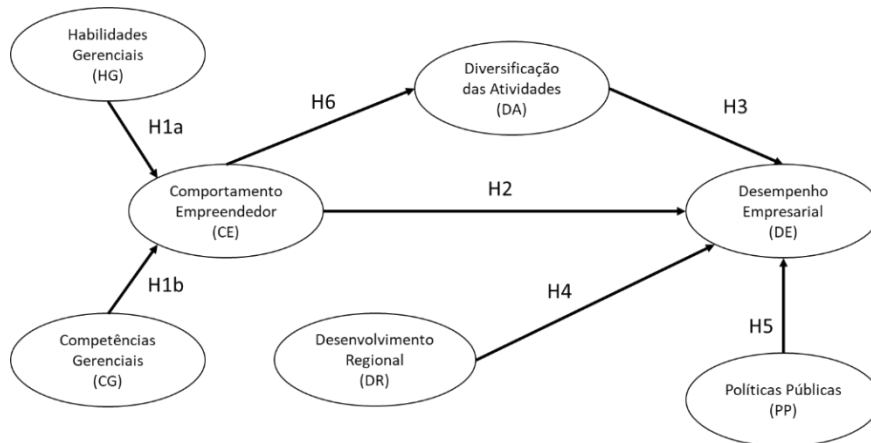 Habilidades
Gerenciais
(HG)
H1a
H6
Diversificação
das Atividades
(DA)
H3
Comportamento
Empreendedor
(CE)
H2
Desempenho
Empresarial
(DE)
H1b
Competências
Gerenciais
(CG)
Desenvolvimento
Regional
(DR)
H4
H5
Políticas Públicas
(PP)